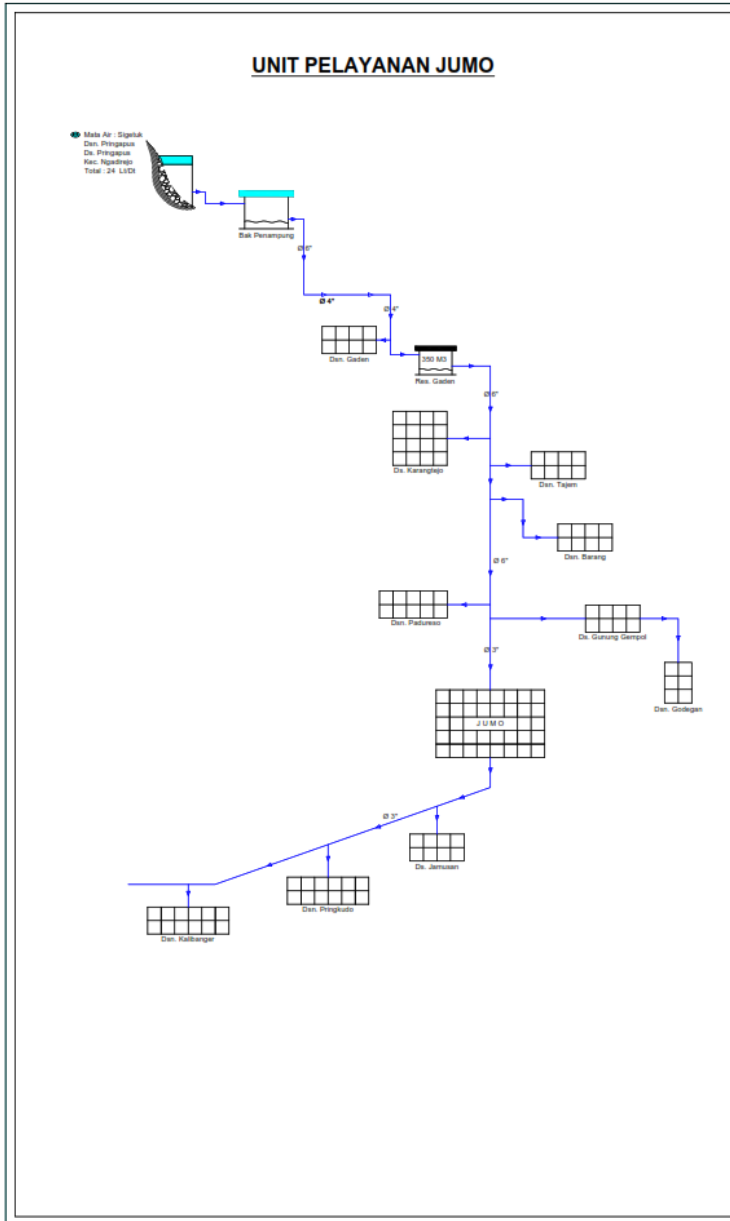 UNIT PELAYANAN JUMO
Mata Air : Sigetuk
Dsn. Pringapus
Ds. Pringapus
Kec. Ngadirejo
Total : 24 Lt/Dt
Bak Penampung
Ø 6"
Ø 4"
Ø 4"
Dsn. Gaden
350 M3
Res. Gaden
Ø 6"
Ds. Karangtejo
Dsn. Tajem
Dsn. Barang
Ø 6"
Dsn. Padureso
Ds. Gunung Gempol
Ø 3"
Dsn. Godegan
J U M O
Ø 3"
Ds. Jamusan
Dsn. Pringkudo
Dsn. Kalibanger